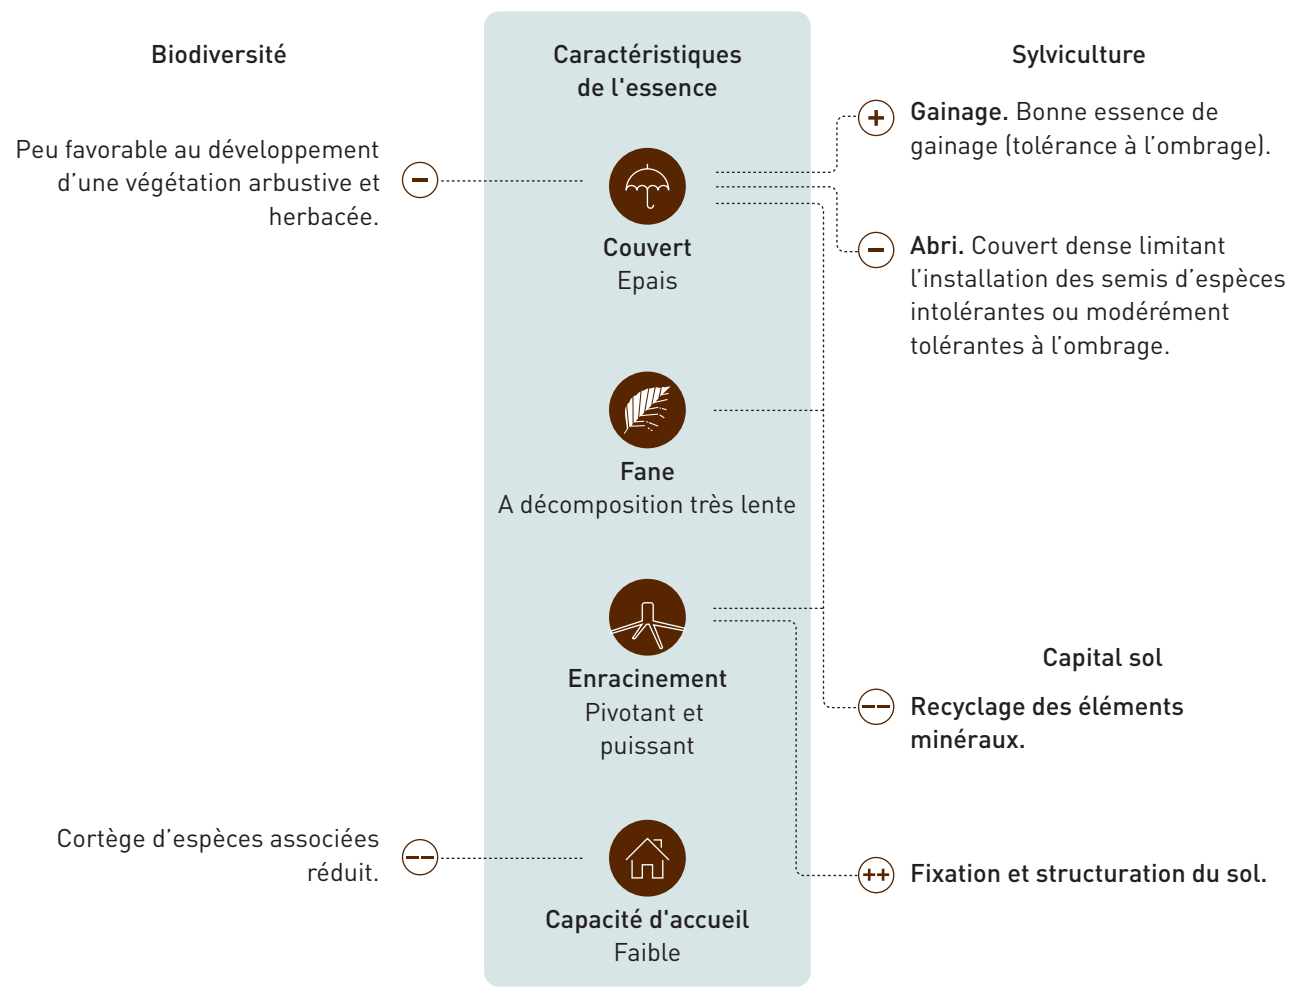 Biodiversité
Peu favorable au développement
d’une végétation arbustive et
herbacée.
−
Cortège d’espèces associées
réduit.
−−
Caractéristiques
de l'essence
Couvert
Epais
Fane
A décomposition très lente
Enracinement
Pivotant et
puissant
Capacité d'accueil
Faible
Sylviculture
+
Gainage. Bonne essence de
gainage (tolérance à l’ombrage).
−
Abri. Couvert dense limitant
l’installation des semis d’espèces
intolérantes ou modérément
tolérantes à l’ombrage.
Capital sol
−−
Recyclage des éléments
minéraux.
++
Fixation et structuration du sol.